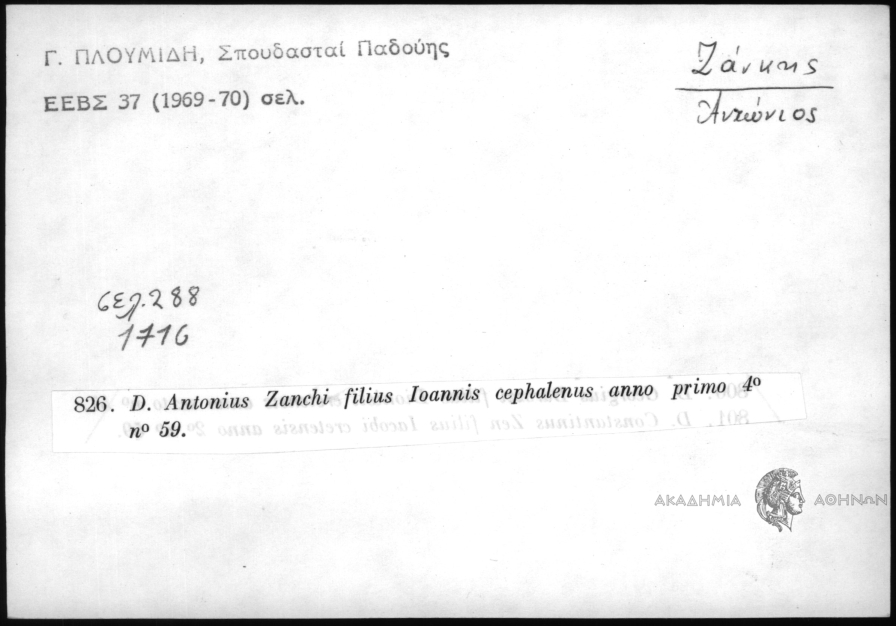 Γ. ΠΛΟΥΜΙΔΗ, Σπουδασταί Παδούης
ΕΕΒΣ 37 (1969-70) σελ.
Ζάνκης
Αντώνιος
σελ. 288
1716
826. D. Antonius Zanchi filius Ioannis cephalenus anno primo 4º
nº 59.
ΑΚΑΔΗΜΙΑ ΑΘΗΝΩΝ